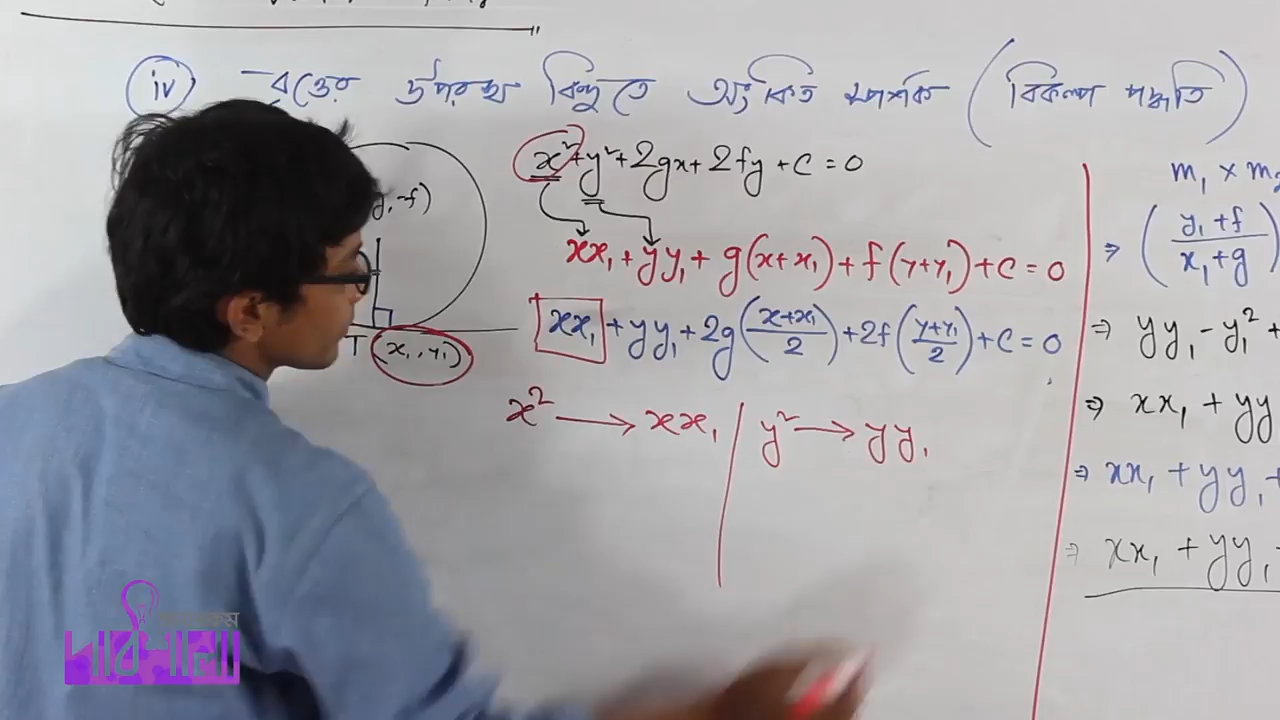 (iv) বৃত্তের উপরস্থ বিন্দুতে অংকিত স্পর্শক (বিকল্প পদ্ধতি)
x²+y²+2gx+2fy+c=0
, -f)
xx₁+yy₁+g(x+x₁)+f(y+y₁)+c=0
xx₁+yy₁+2g((x+x₁)/2)+2f((y+y₁)/2)+c=0
T (x₁, y₁)
x² → xx₁ | y² → yy₁
m₁ × m
⇒ ((y₁+f)/(x₁+g))
⇒ yy₁ - y₁² +
⇒ xx₁ + yy
⇒ xx₁ + yy₁ +
⇒ xx₁ + yy₁
পাঠশালা